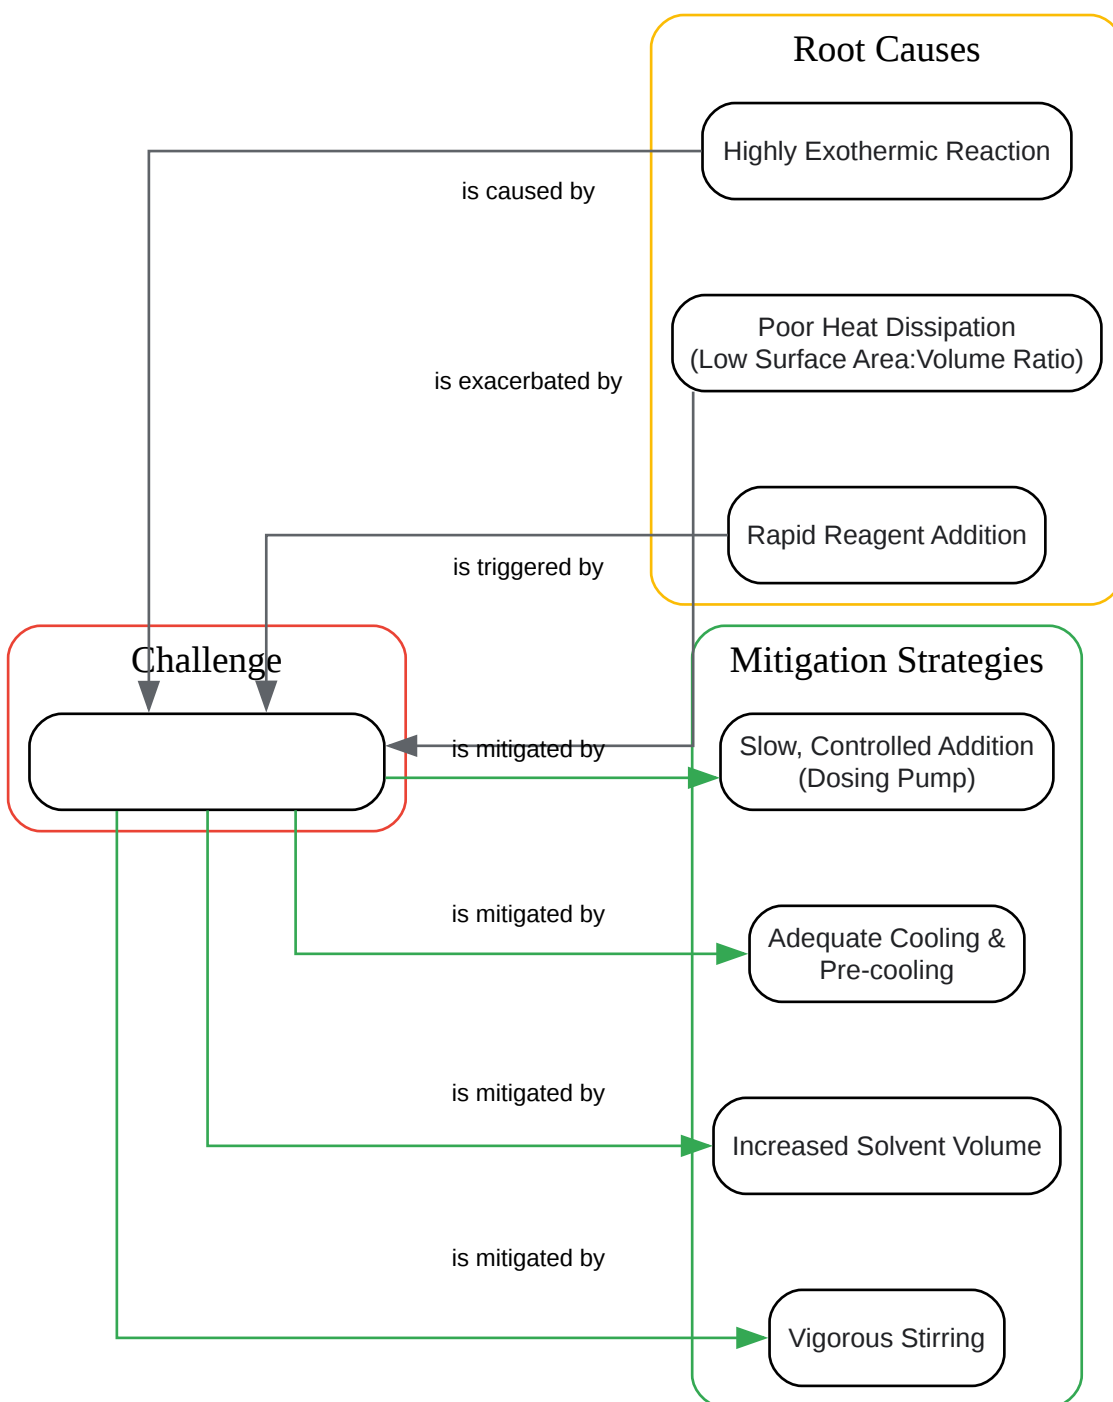 Root Causes
Highly Exothermic Reaction
is caused by
Poor Heat Dissipation
(Low Surface Area:Volume Ratio)
is exacerbated by
Rapid Reagent Addition
is triggered by
Challenge
Mitigation Strategies
is mitigated by
Slow, Controlled Addition
(Dosing Pump)
is mitigated by
Adequate Cooling &
Pre-cooling
is mitigated by
Increased Solvent Volume
is mitigated by
Vigorous Stirring